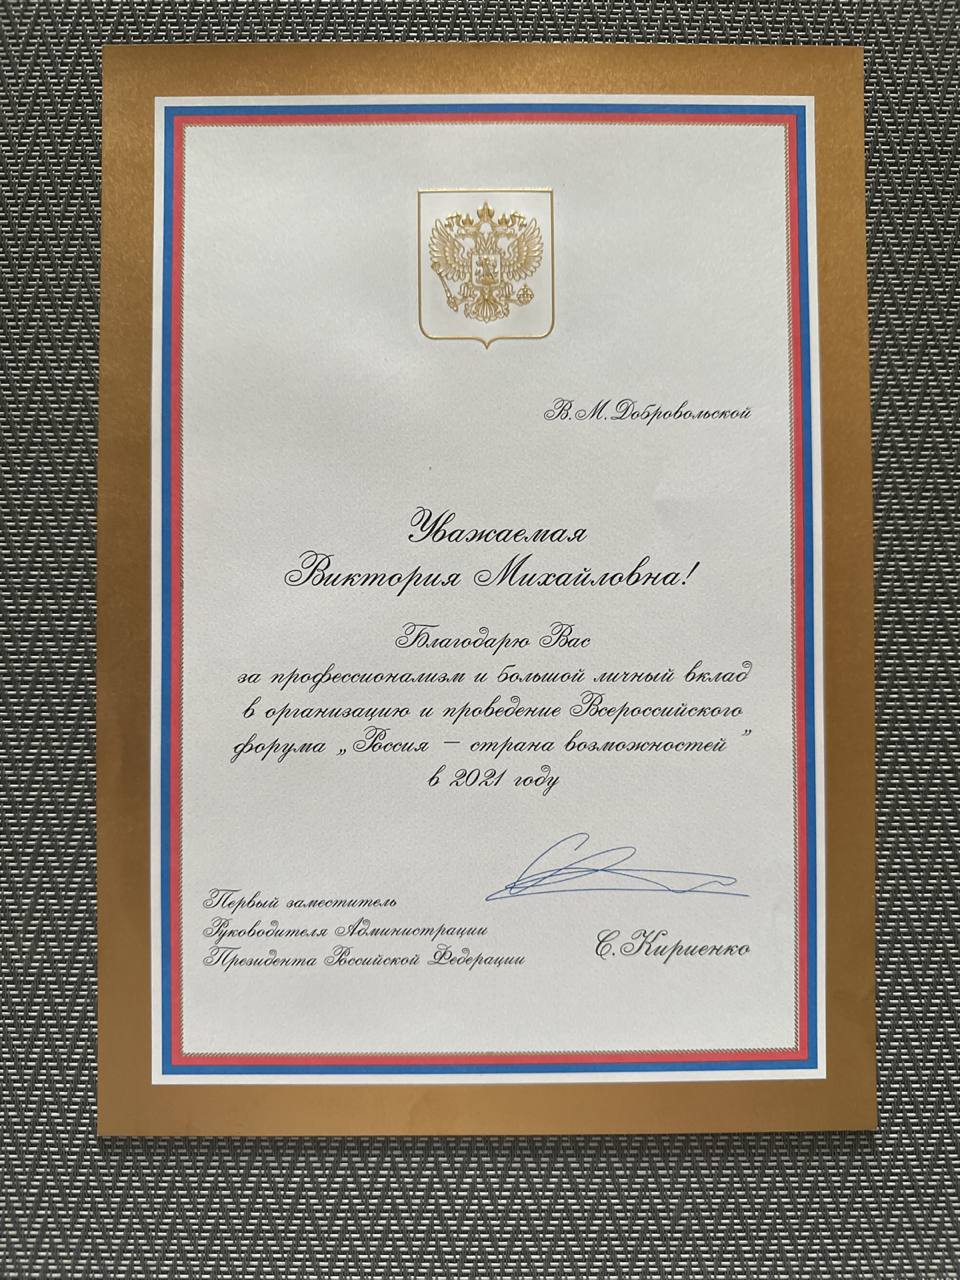 В. М. Добровольской
Уважаемая
Виктория Михайловна!
Благодарю Вас
за профессионализм и большой личный вклад
в организацию и проведение Всероссийского
форума „Россия – страна возможностей”
в 2021 году
Первый заместитель
Руководителя Администрации
Президента Российской Федерации
С. Кириенко